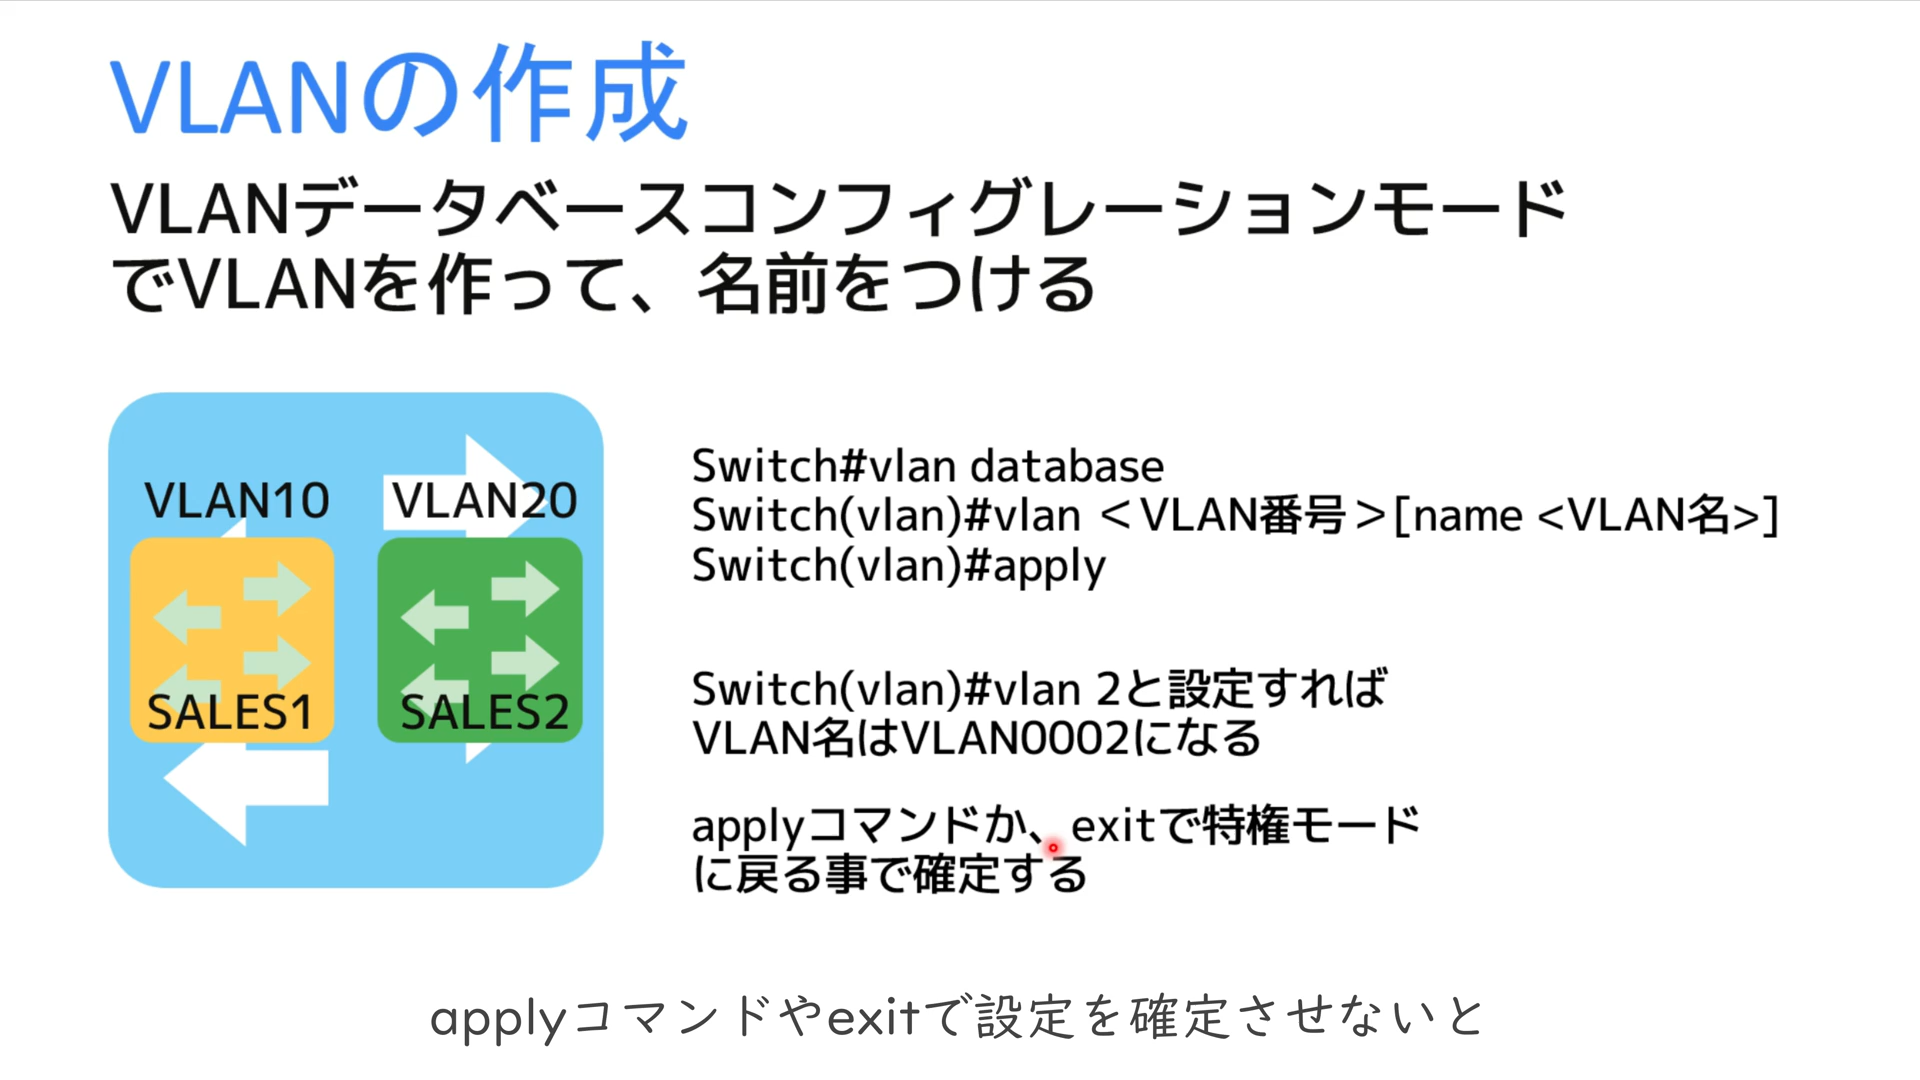 VLANの作成
VLANデータベースコンフィグレーションモード
でVLANを作って、名前をつける
VLAN10
VLAN20
SALES1
SALES2
Switch#vlan database
Switch(vlan)#vlan ＜VLAN番号＞[name <VLAN名>]
Switch(vlan)#apply
Switch(vlan)#vlan 2と設定すれば
VLAN名はVLAN0002になる
applyコマンドか、exitで特権モード
に戻る事で確定する
applyコマンドやexitで設定を確定させないと